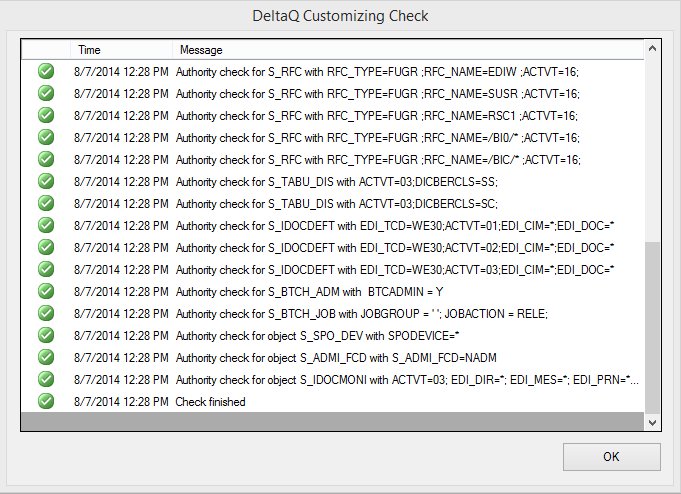 DeltaQ Customizing Check
Time Message
8/7/2014 12:28 PM Authority check for S_RFC with RFC_TYPE=FUGR ;RFC_NAME=EDIW ;ACTVT=16;
8/7/2014 12:28 PM Authority check for S_RFC with RFC_TYPE=FUGR ;RFC_NAME=SUSR ;ACTVT=16;
8/7/2014 12:28 PM Authority check for S_RFC with RFC_TYPE=FUGR ;RFC_NAME=RSC1 ;ACTVT=16;
8/7/2014 12:28 PM Authority check for S_RFC with RFC_TYPE=FUGR ;RFC_NAME=/BI0/* ;ACTVT=16;
8/7/2014 12:28 PM Authority check for S_RFC with RFC_TYPE=FUGR ;RFC_NAME=/BIC/* ;ACTVT=16;
8/7/2014 12:28 PM Authority check for S_TABU_DIS with ACTVT=03;DICBERCLS=SS;
8/7/2014 12:28 PM Authority check for S_TABU_DIS with ACTVT=03;DICBERCLS=SC;
8/7/2014 12:28 PM Authority check for S_IDOCDEFT with EDI_TCD=WE30;ACTVT=01;EDI_CIM=*;EDI_DOC=*
8/7/2014 12:28 PM Authority check for S_IDOCDEFT with EDI_TCD=WE30;ACTVT=02;EDI_CIM=*;EDI_DOC=*
8/7/2014 12:28 PM Authority check for S_IDOCDEFT with EDI_TCD=WE30;ACTVT=03;EDI_CIM=*;EDI_DOC=*
8/7/2014 12:28 PM Authority check for S_BTCH_ADM with  BTCADMIN = Y
8/7/2014 12:28 PM Authority check for S_BTCH_JOB with JOBGROUP = ' '; JOBACTION = RELE;
8/7/2014 12:28 PM Authority check for object S_SPO_DEV with SPODEVICE=*
8/7/2014 12:28 PM Authority check for object S_ADMI_FCD with S_ADMI_FCD=NADM
8/7/2014 12:28 PM Authority check for object S_IDOCMONI with ACTVT=03; EDI_DIR=*; EDI_MES=*; EDI_PRN=*...
8/7/2014 12:28 PM Check finished
OK